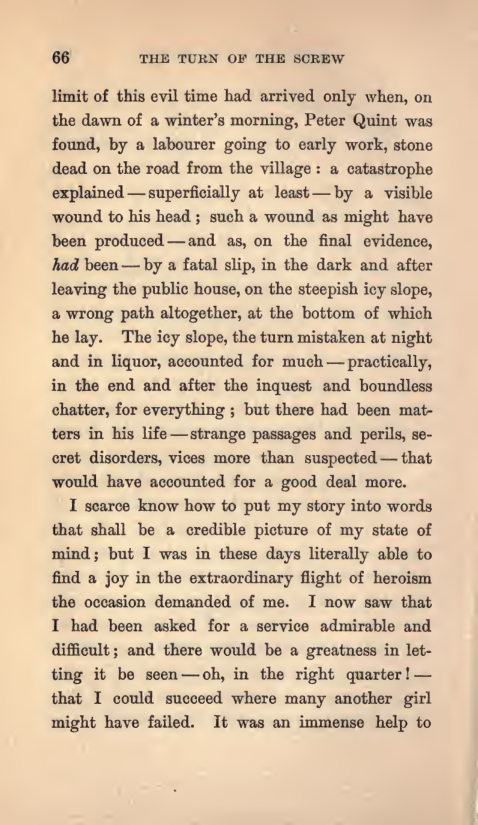 66 THE TURN OF THE SCREW
limit of this evil time had arrived only when, on
the dawn of a winter's morning, Peter Quint was
found, by a labourer going to early work, stone
dead on the road from the village : a catastrophe
explained — superficially at least — by a visible
wound to his head ; such a wound as might have
been produced — and as, on the final evidence,
had been — by a fatal slip, in the dark and after
leaving the public house, on the steepish icy slope,
a wrong path altogether, at the bottom of which
he lay. The icy slope, the turn mistaken at night
and in liquor, accounted for much — practically,
in the end and after the inquest and boundless
chatter, for everything ; but there had been mat-
ters in his life — strange passages and perils, se-
cret disorders, vices more than suspected — that
would have accounted for a good deal more.
I scarce know how to put my story into words
that shall be a credible picture of my state of
mind ; but I was in these days literally able to
find a joy in the extraordinary flight of heroism
the occasion demanded of me. I now saw that
I had been asked for a service admirable and
difficult ; and there would be a greatness in let-
ting it be seen — oh, in the right quarter ! —
that I could succeed where many another girl
might have failed. It was an immense help to